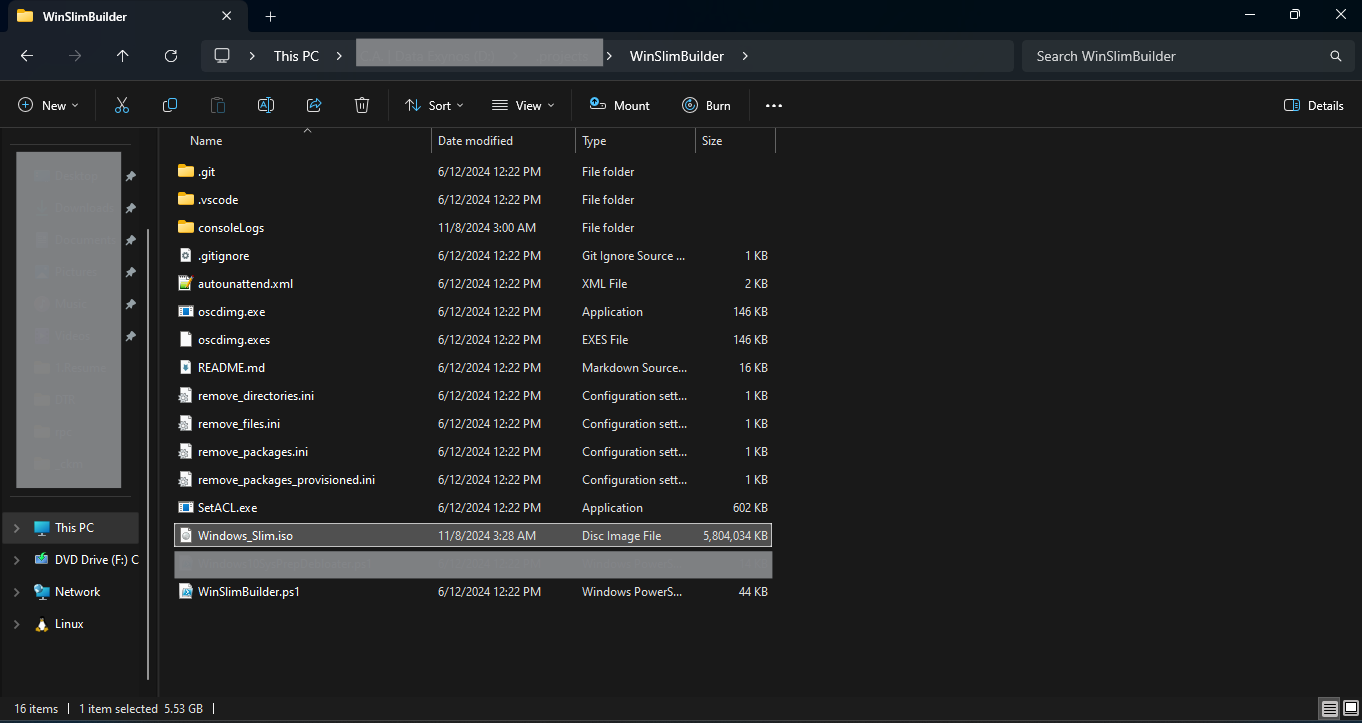 WinSlimBuilder
This PC > WinSlimBuilder >
Search WinSlimBuilder
New Sort View Mount Burn ••• Details
Name Date modified Type Size
.git 6/12/2024 12:22 PM File folder
.vscode 6/12/2024 12:22 PM File folder
consoleLogs 11/8/2024 3:00 AM File folder
.gitignore 6/12/2024 12:22 PM Git Ignore Source ... 1 KB
autounattend.xml 6/12/2024 12:22 PM XML File 2 KB
oscdimg.exe 6/12/2024 12:22 PM Application 146 KB
oscdimg.exes 6/12/2024 12:22 PM EXES File 146 KB
README.md 6/12/2024 12:22 PM Markdown Source... 16 KB
remove_directories.ini 6/12/2024 12:22 PM Configuration sett... 1 KB
remove_files.ini 6/12/2024 12:22 PM Configuration sett... 1 KB
remove_packages.ini 6/12/2024 12:22 PM Configuration sett... 1 KB
remove_packages_provisioned.ini 6/12/2024 12:22 PM Configuration sett... 1 KB
SetACL.exe 6/12/2024 12:22 PM Application 602 KB
Windows_Slim.iso 11/8/2024 3:28 AM Disc Image File 5,804,034 KB
WinSlimBuilder.ps1 6/12/2024 12:22 PM Windows PowerS... 44 KB
This PC
DVD Drive (F:) C
Network
Linux
16 items | 1 item selected 5.53 GB |